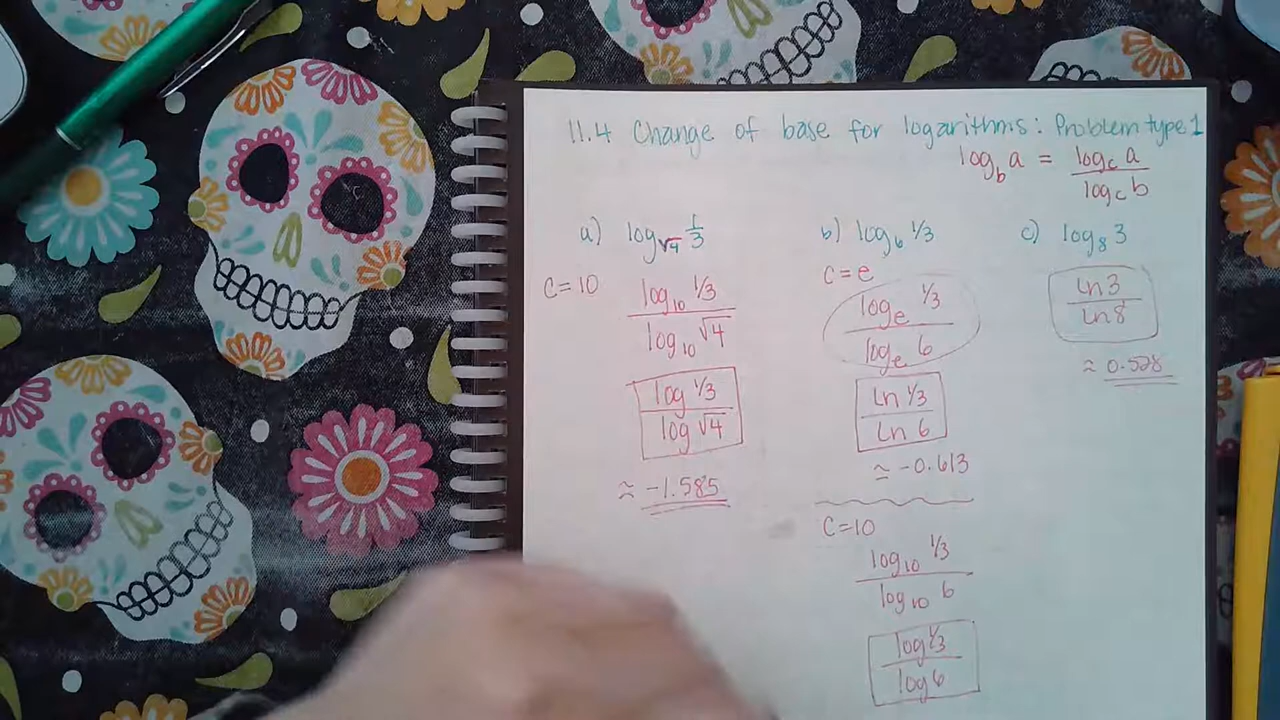 11.4 Change of base for logarithms: Problem type 1
log_b a = log_c a / log_c b
a) log_√4 1/3
C=10
log_10 1/3 / log_10 √4
log 1/3 / log √4
≈ -1.585
b) log_6 1/3
C=e
log_e 1/3 / log_e 6
ln 1/3 / ln 6
≈ -0.613
C=10
log_10 1/3 / log_10 6
log 1/3 / log 6
c) log_8 3
ln 3 / ln 8
≈ 0.528